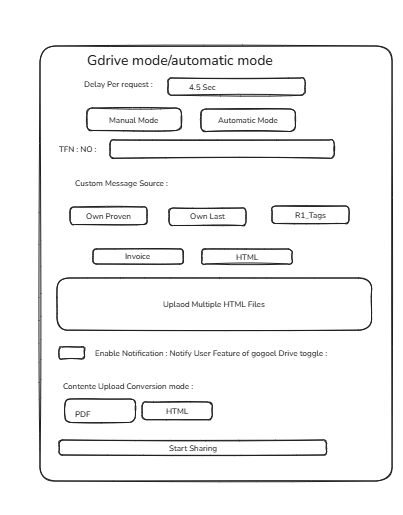 Gdrive mode/automatic mode
Delay Per request : 4.5 Sec
Manual Mode Automatic Mode
TFN : NO :
Custom Message Source :
Own Proven Own Last R1_Tags
Invoice HTML
Uplaod Multiple HTML Files
Enable Notification : Notify User Feature of gogoel Drive toggle :
Contente Upload Conversion mode :
PDF HTML
Start Sharing